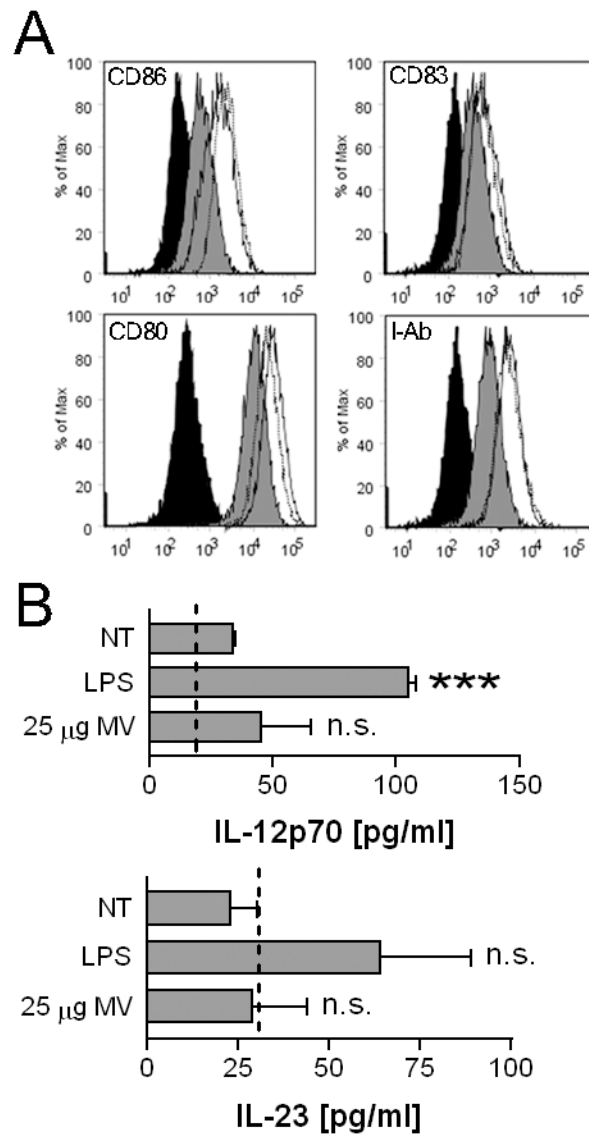 A
CD86
% of Max
100
80
60
40
20
0
10¹ 10² 10³ 10⁴ 10⁵
CD83
% of Max
100
80
60
40
20
0
10¹ 10² 10³ 10⁴ 10⁵
CD80
% of Max
100
80
60
40
20
0
10¹ 10² 10³ 10⁴ 10⁵
I-Ab
% of Max
100
80
60
40
20
0
10¹ 10² 10³ 10⁴ 10⁵
B
NT
LPS ***
25 μg MV n.s.
0 50 100 150
IL-12p70 [pg/ml]
NT
LPS n.s.
25 μg MV n.s.
0 25 50 75 100
IL-23 [pg/ml]